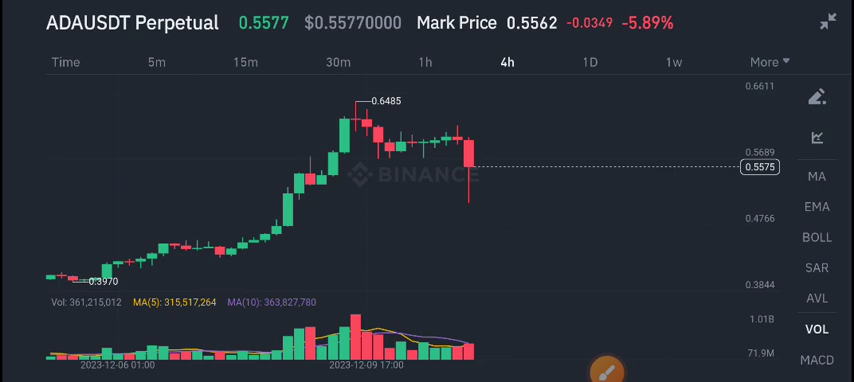 ADAUSDT Perpetual 0.5577 $0.55770000 Mark Price 0.5562 -0.0349 -5.89%
Time 5m 15m 30m 1h 4h 1D 1w More
0.6611
0.6485
0.5689
0.5575
BINANCE
MA
EMA
0.4766
BOLL
SAR
0.3970
0.3844
AVL
Vol: 361,215,012 MA(5): 315,517,264 MA(10): 363,827,780
1.01B
VOL
71.9M
MACD
2023-12-06 01:00 2023-12-09 17:00